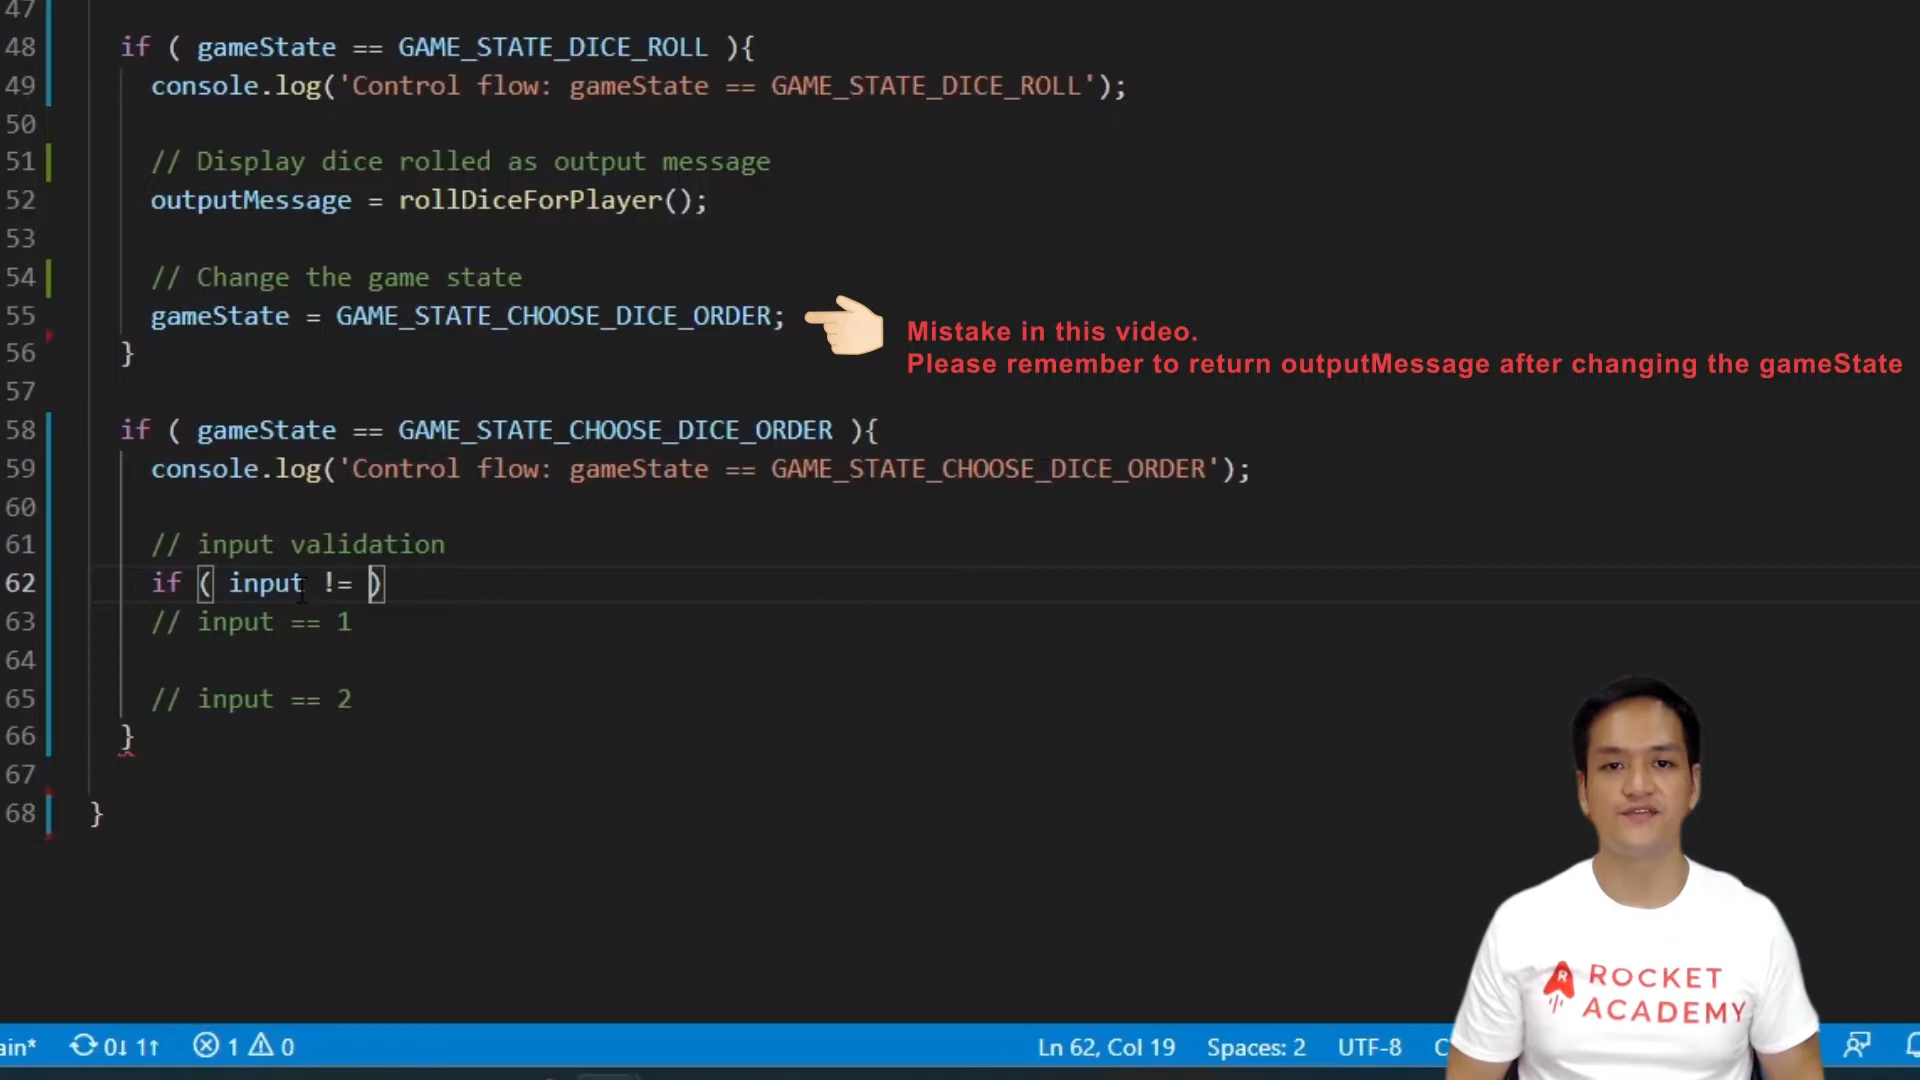 47
48 if ( gameState == GAME_STATE_DICE_ROLL ){
49 console.log('Control flow: gameState == GAME_STATE_DICE_ROLL');
50
51 // Display dice rolled as output message
52 outputMessage = rollDiceForPlayer();
53
54 // Change the game state
55 gameState = GAME_STATE_CHOOSE_DICE_ORDER;
Mistake in this video.
Please remember to return outputMessage after changing the gameState
56 }
57
58 if ( gameState == GAME_STATE_CHOOSE_DICE_ORDER ){
59 console.log('Control flow: gameState == GAME_STATE_CHOOSE_DICE_ORDER');
60
61 // input validation
62 if ( input != )
63 // input == 1
64
65 // input == 2
66 }
67
68 }
R ROCKET
ACADEMY
ain* 0↓ 1↑ 1 0 Ln 62, Col 19 Spaces: 2 UTF-8 C